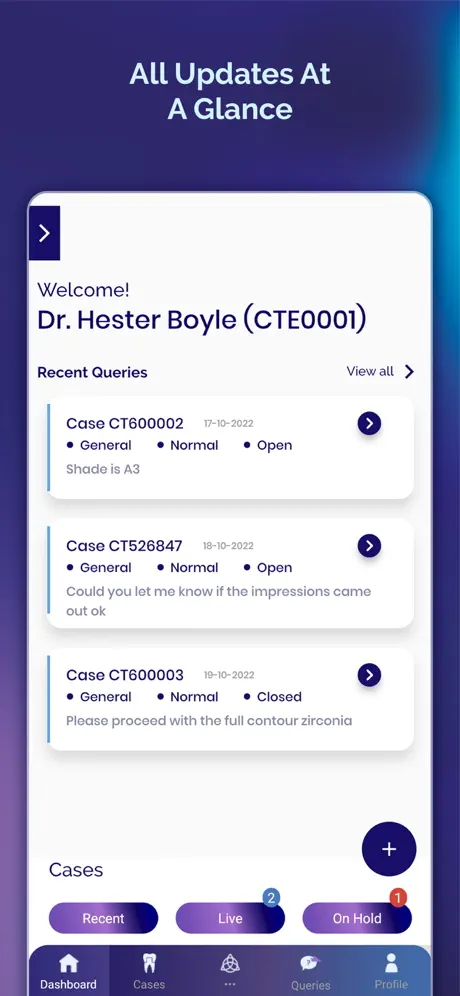 All Updates At
A Glance
Welcome!
Dr. Hester Boyle (CTE0001)
Recent Queries
View all
Case CT600002 17-10-2022
• General • Normal • Open
Shade is A3
Case CT526847 18-10-2022
• General • Normal • Open
Could you let me know if the impressions came
out ok
Case CT600003 19-10-2022
• General • Normal • Closed
Please proceed with the full contour zirconia
+
Cases
2 1
Recent Live On Hold
Dashboard Cases ... Queries Profile